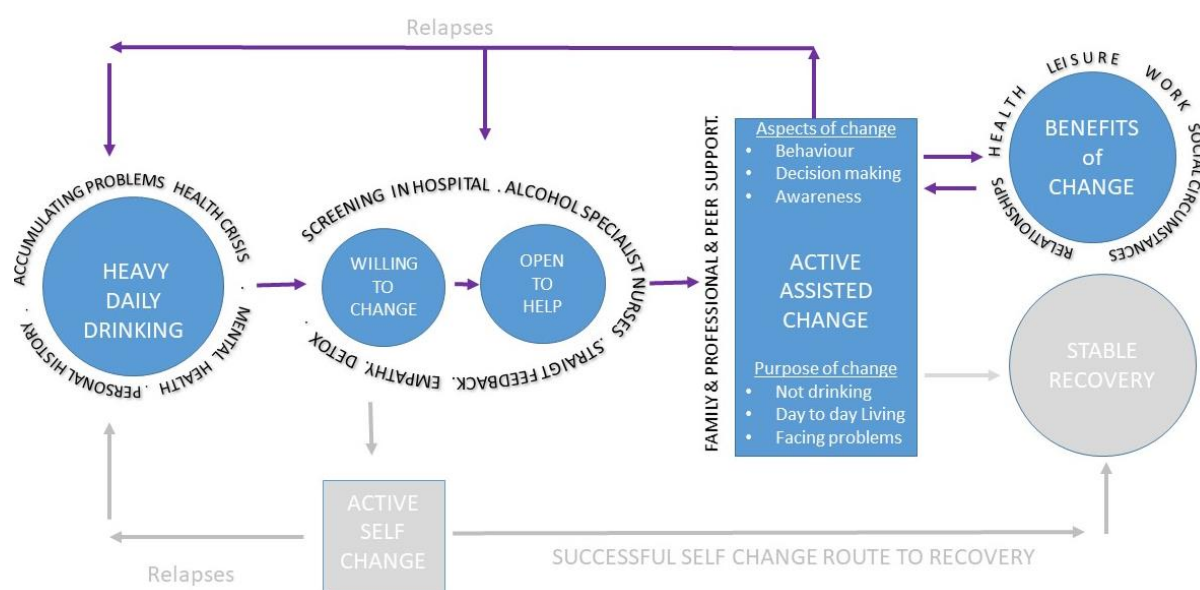 Relapses
ACCUMULATING PROBLEMS HEALTH CRISIS . MENTAL HEALTH . PERSONAL HISTORY .
HEAVY
DAILY
DRINKING
SCREENING IN HOSPITAL . ALCOHOL SPECIALIST NURSES . STRAIGT FEEDBACK. EMPATHY. DETOX .
WILLING
TO
CHANGE
OPEN
TO
HELP
FAMILY & PROFESSIONAL & PEER SUPPORT.
Aspects of change
• Behaviour
• Decision making
• Awareness
ACTIVE
ASSISTED
CHANGE
Purpose of change
• Not drinking
• Day to day Living
• Facing problems
HEALTH LEISURE WORK SOCIAL CIRCUMSTANCES RELATIONSHIPS
BENEFITS
of
CHANGE
STABLE
RECOVERY
ACTIVE
SELF
CHANGE
Relapses
SUCCESSFUL SELF CHANGE ROUTE TO RECOVERY